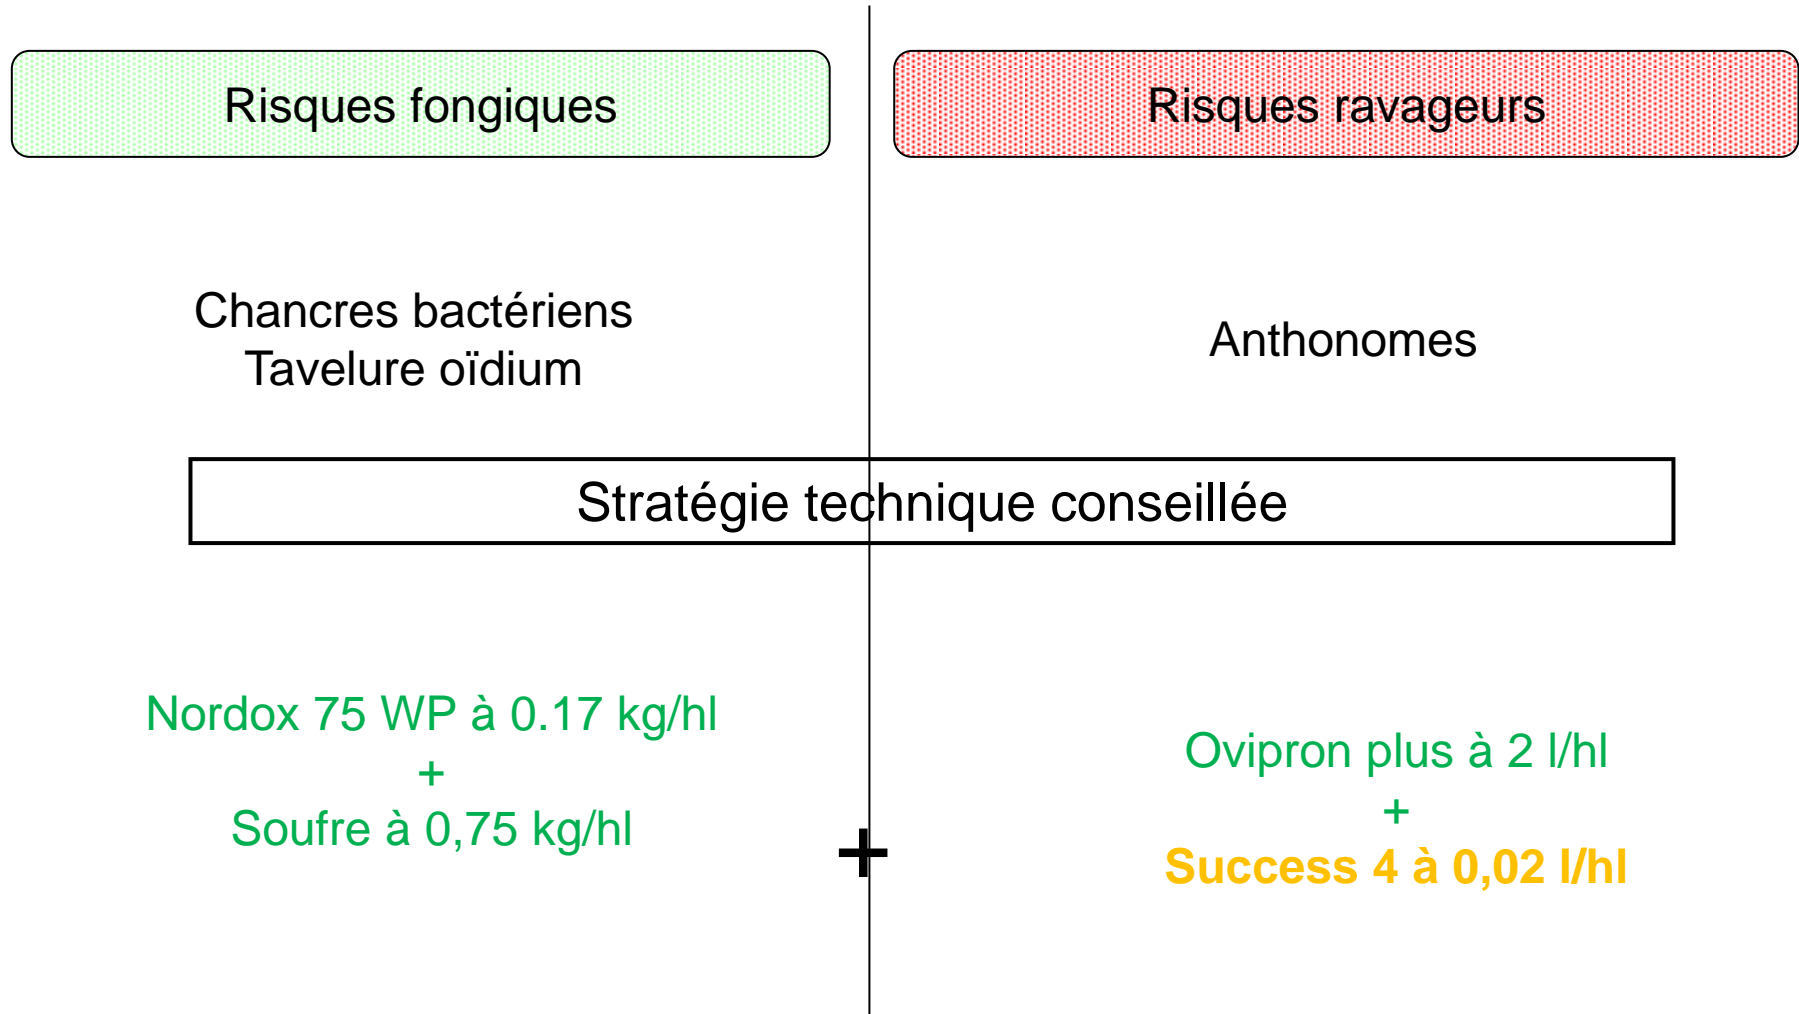 Risques fongiques
Risques ravageurs
Chancres bactériens
Tavelure oïdium
Anthonomes
Stratégie technique conseillée
Nordox 75 WP à 0.17 kg/hl
+
Soufre à 0,75 kg/hl
+
Ovipron plus à 2 l/hl
+
Success 4 à 0,02 l/hl